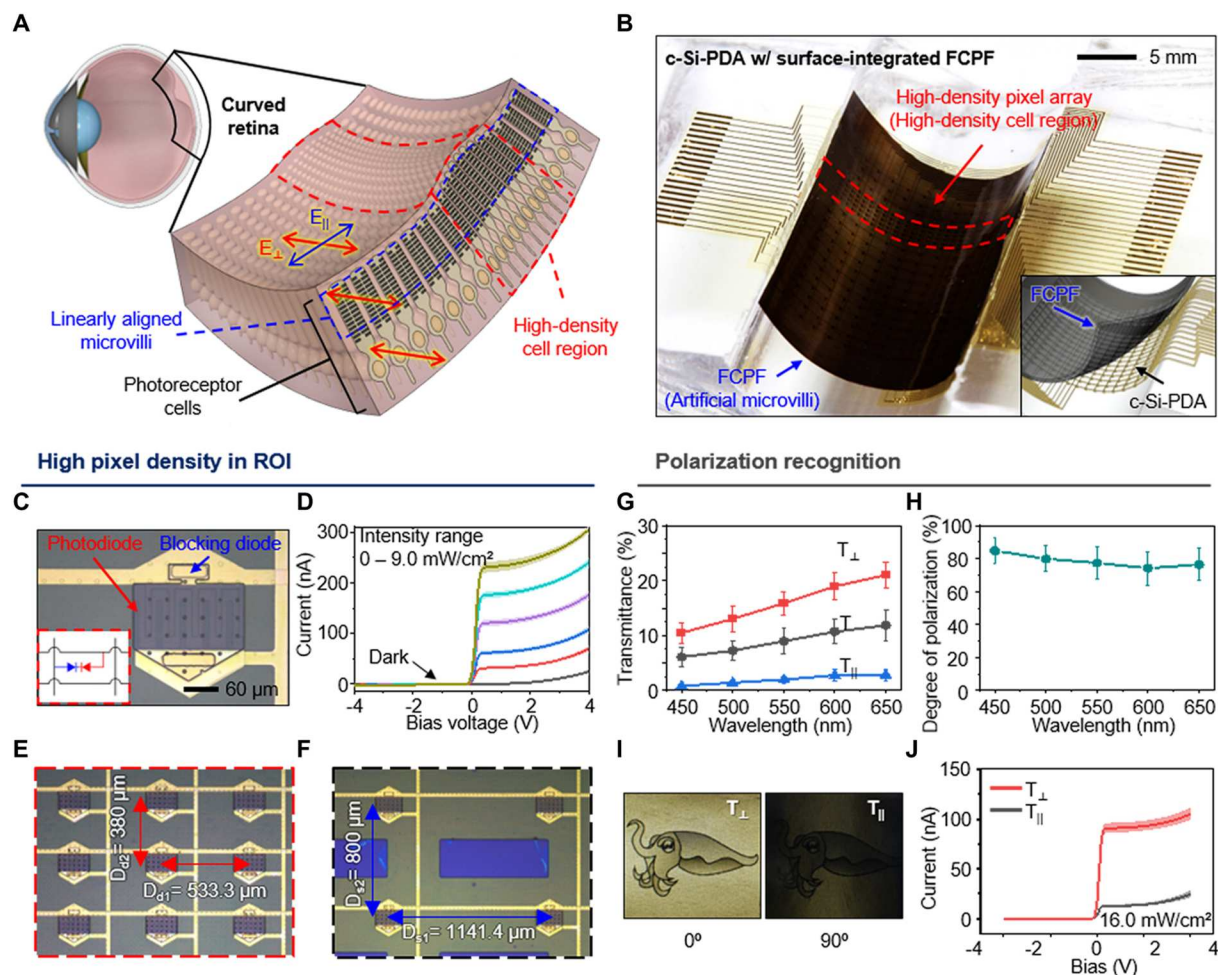 A
Curved
retina
E∥
E⊥
Linearly aligned
microvilli
Photoreceptor
cells
High-density
cell region
B
c-Si-PDA w/ surface-integrated FCPF
5 mm
High-density pixel array
(High-density cell region)
FCPF
(Artificial microvilli)
FCPF
c-Si-PDA
High pixel density in ROI
Polarization recognition
C
Photodiode
Blocking diode
60 μm
D
Intensity range
0 – 9.0 mW/cm²
Dark
Current (nA)
300
200
100
0
-4
-2
0
2
4
Bias voltage (V)
G
Transmittance (%)
30
20
10
0
T⊥
T
T∥
450 500 550 600 650
Wavelength (nm)
H
Degree of polarization (%)
100
80
60
40
20
0
450 500 550 600 650
Wavelength (nm)
E
Dd2 = 380 μm
Dd1= 533.3 μm
F
Ds2 = 800 μm
Ds1= 1141.4 μm
I
T⊥
T∥
0º
90º
J
Current (nA)
150
100
50
0
T⊥
T∥
16.0 mW/cm²
-4
-2
0
2
4
Bias (V)